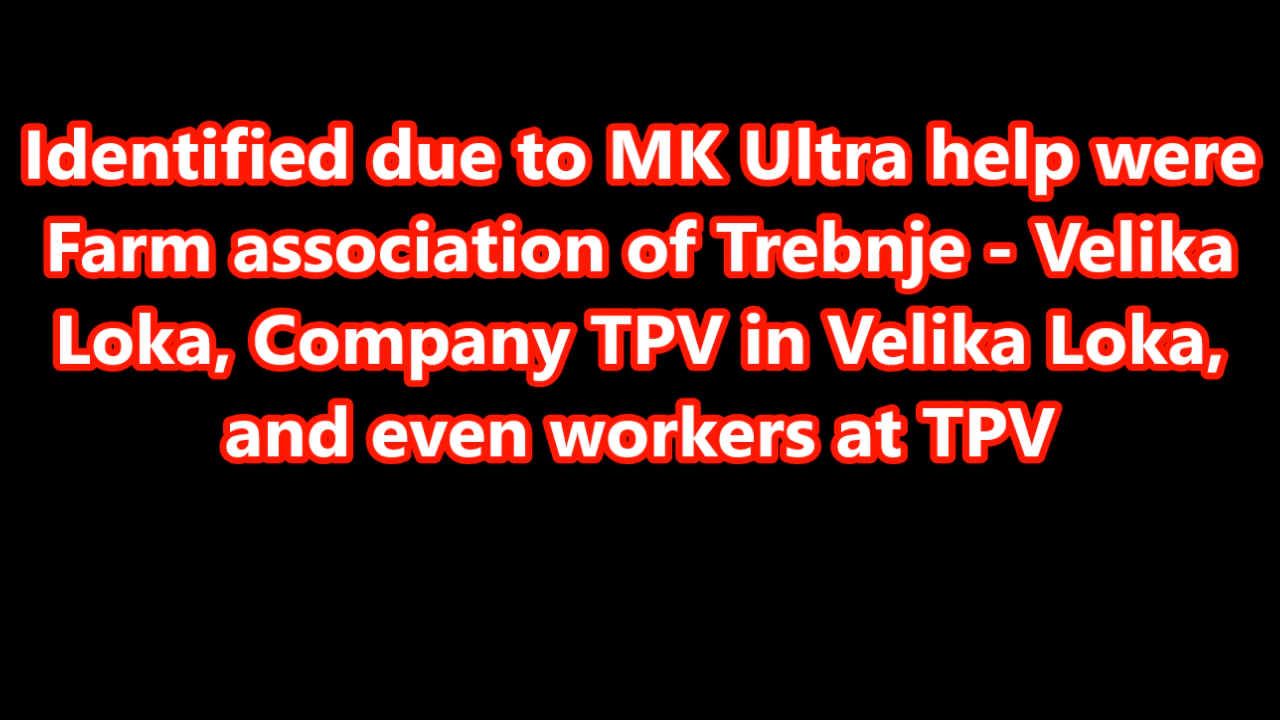 Identified due to MK Ultra help were
Farm association of Trebnje - Velika
Loka, Company TPV in Velika Loka,
and even workers at TPV